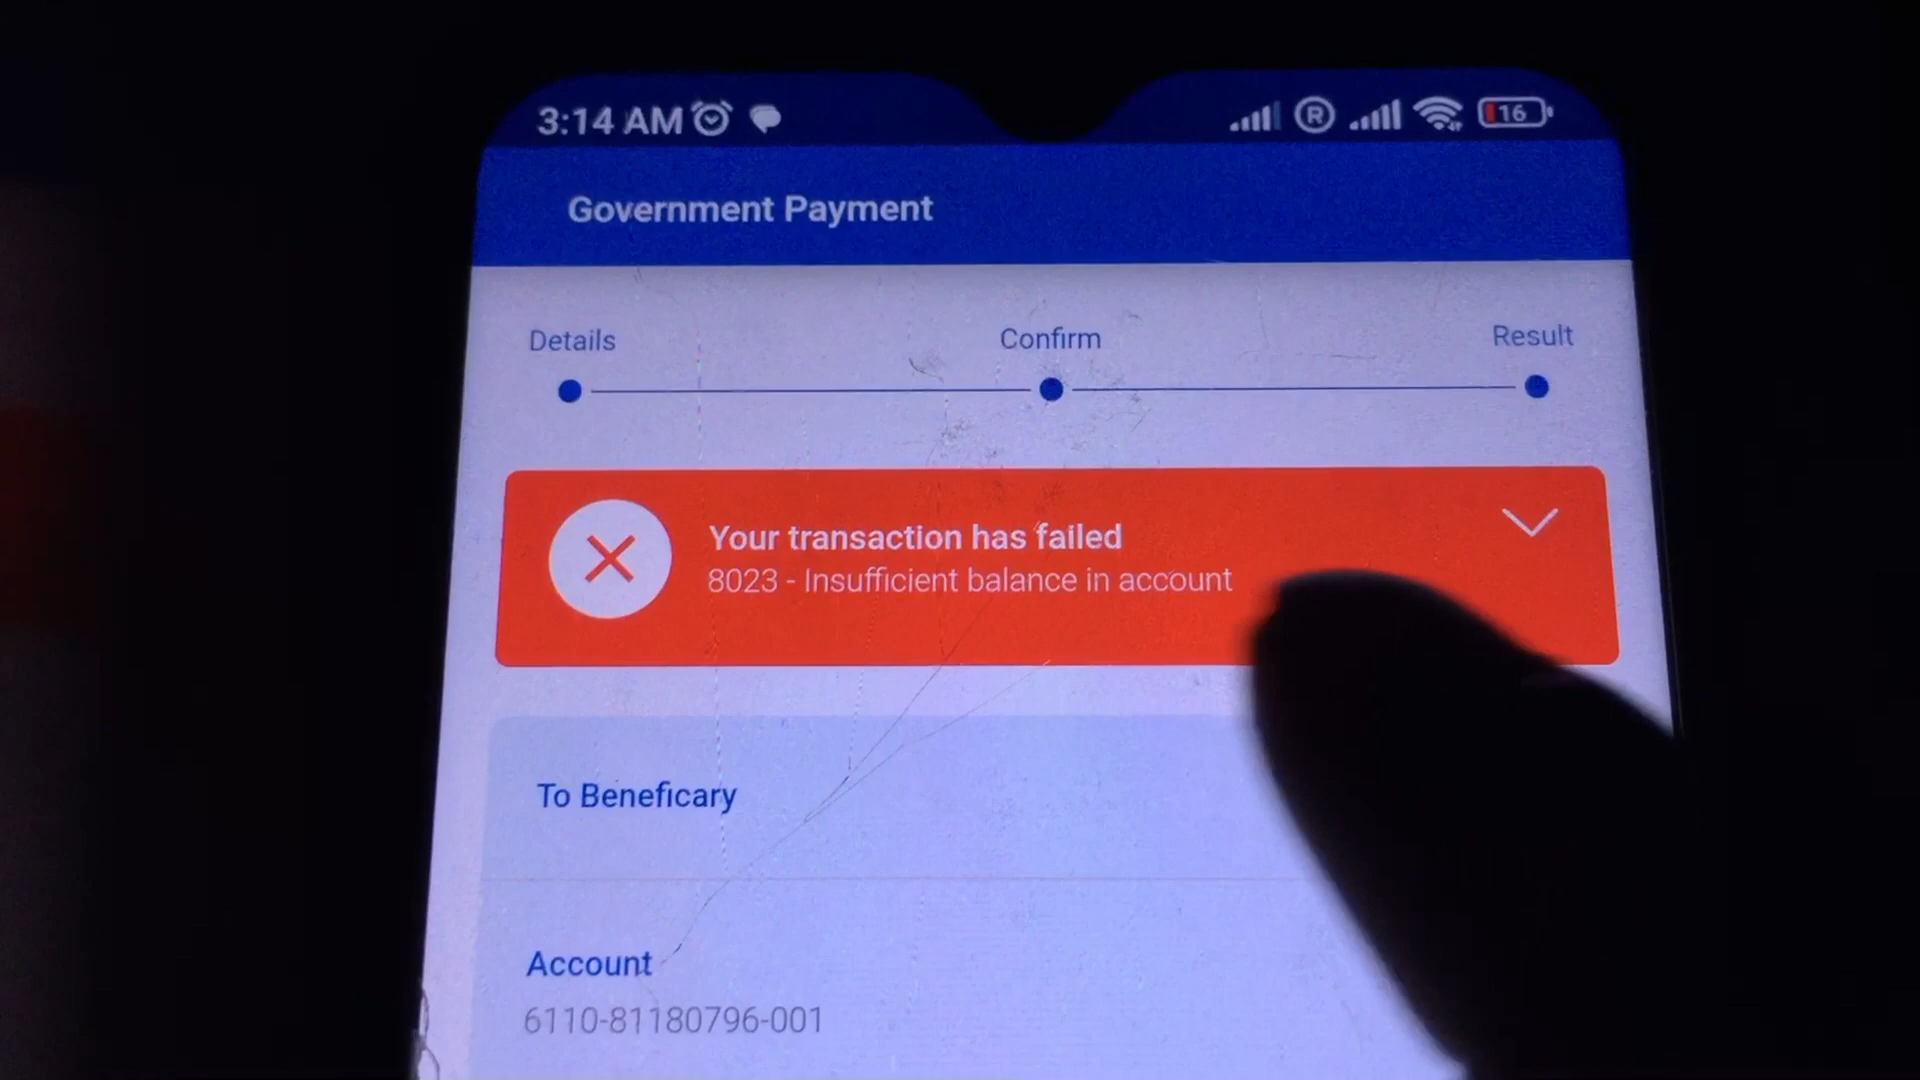 3:14 AM
R
16
Government Payment
Details
Confirm
Result
Your transaction has failed
8023 - Insufficient balance in account
To Beneficary
Account
6110-81180796-001